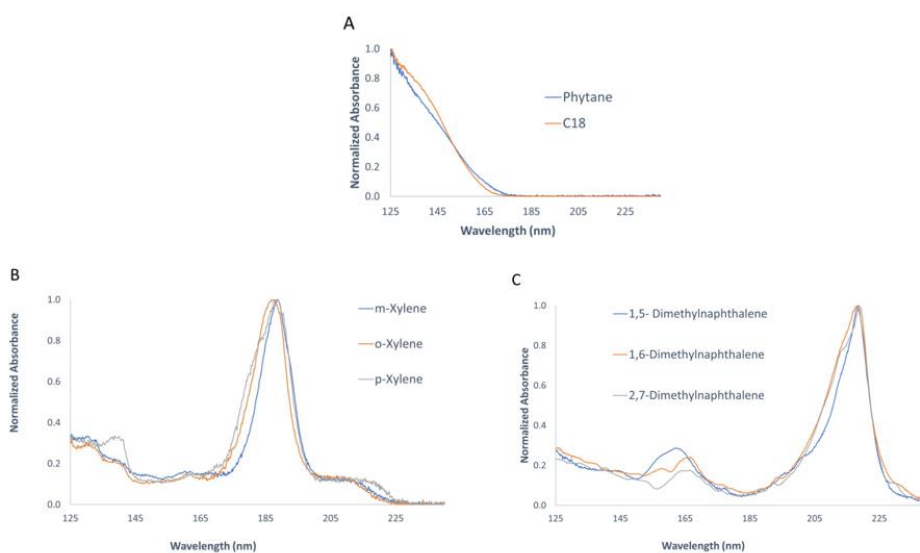 A
1.0
0.8
0.6
0.4
0.2
0.0
Normalized Absorbance
Phytane
C18
125 145 165 185 205 225
Wavelength (nm)
B
1.0
0.8
0.6
0.4
0.2
0.0
Normalized Absorbance
m-Xylene
o-Xylene
p-Xylene
125 145 165 185 205 225
Wavelength (nm)
C
1.0
0.8
0.6
0.4
0.2
0.0
Normalized Absorbance
1,5- Dimethylnaphthalene
1,6-Dimethylnaphthalene
2,7-Dimethylnaphthalene
125 145 165 185 205 225
Wavelength (nm)